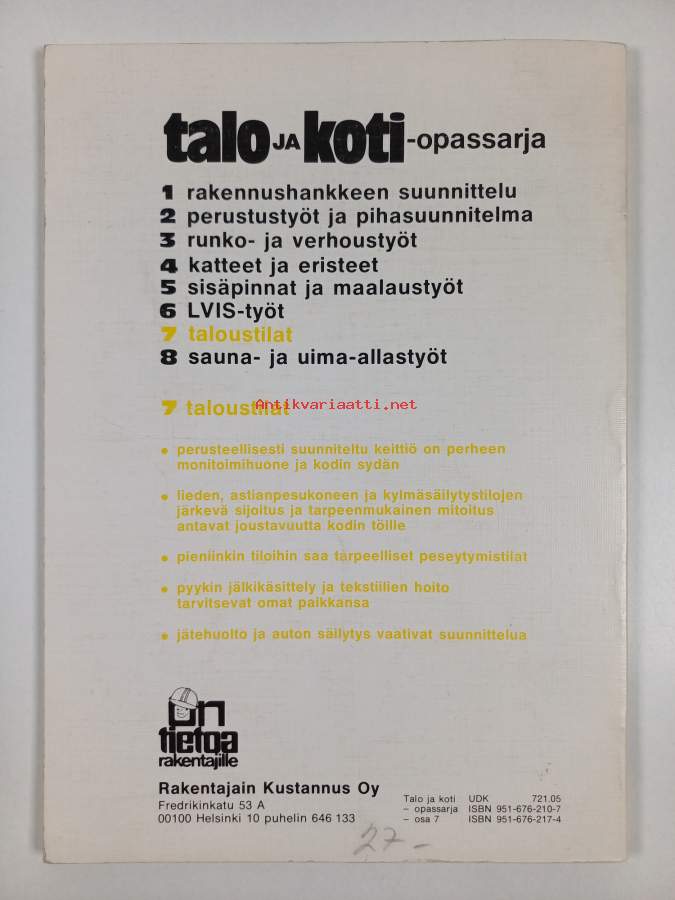 talo JA koti -opassarja
1 rakennushankkeen suunnittelu
2 perustustyöt ja pihasuunnitelma
3 runko- ja verhoustyöt
4 katteet ja eristeet
5 sisäpinnat ja maalaustyöt
6 LVIS-työt
7 taloustilat
8 sauna- ja uima-allastyöt
7 taloustilat
Antikvariaatti.net
• perusteellisesti suunniteltu keittiö on perheen
monitoimihuone ja kodin sydän
• lieden, astianpesukoneen ja kylmäsäilytystilojen
järkevä sijoitus ja tarpeenmukainen mitoitus
antavat joustavuutta kodin töille
• pieniinkin tiloihin saa tarpeelliset peseytymistilat
• pyykin jälkikäsittely ja tekstiilien hoito
tarvitsevat omat paikkansa
• jätehuolto ja auton säilytys vaativat suunnittelua
on
tietoa
rakentajille
Rakentajain Kustannus Oy
Fredrikinkatu 53 A
00100 Helsinki 10 puhelin 646 133
Talo ja koti UDK 721.05
– opassarja ISBN 951-676-210-7
– osa 7 ISBN 951-676-217-4
27-